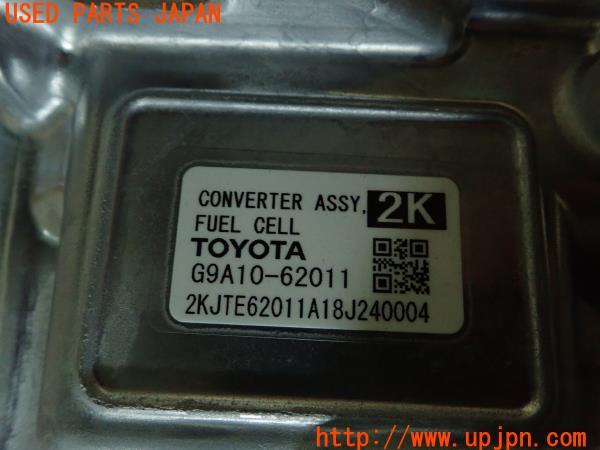 USED PARTS JAPAN
CONVERTER ASSY, 2K
FUEL CELL
TOYOTA
G9A10-62011
2KJTE62011A18J240004
http://www.upjpn.com